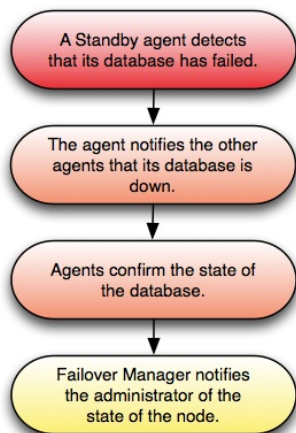 A Standby agent detects
that its database has failed.
The agent notifies the other
agents that its database is
down.
Agents confirm the state of
the database.
Failover Manager notifies
the administrator of the
state of the node.